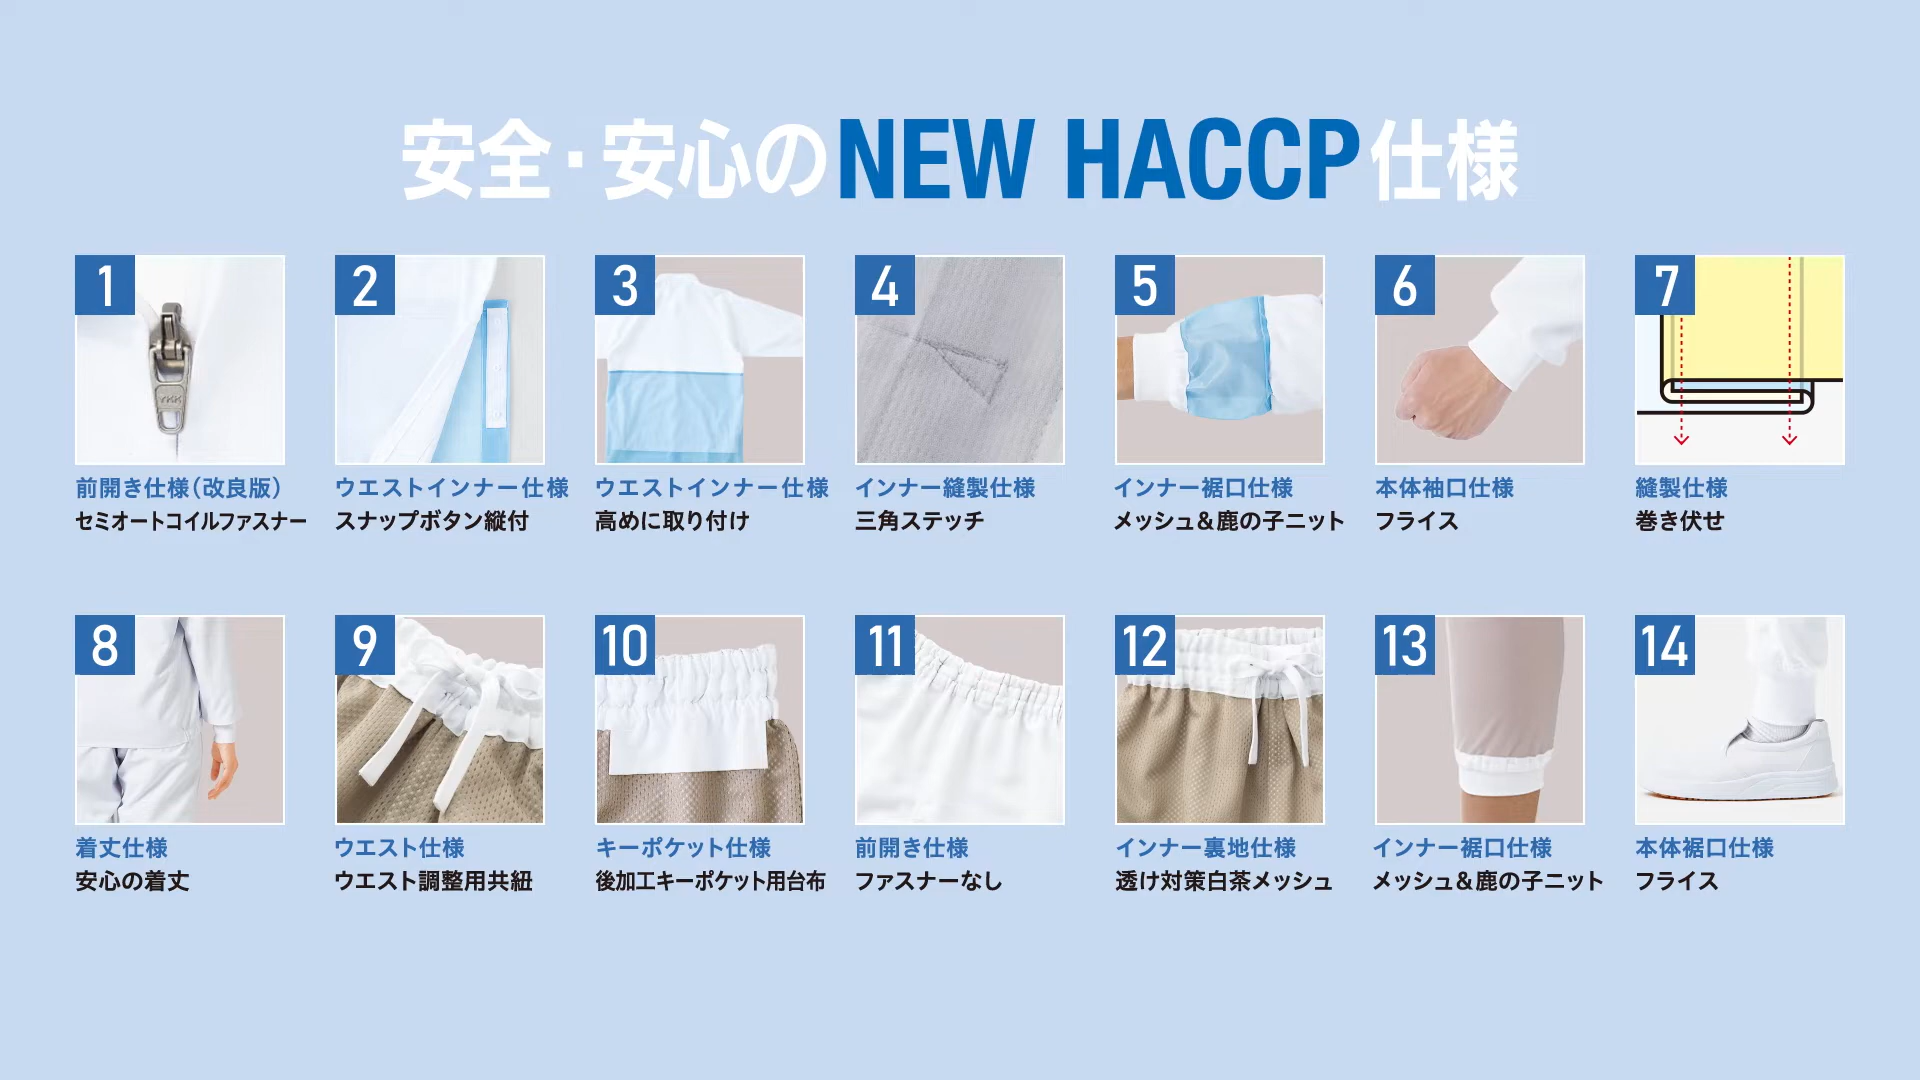 安全・安心のNEW HACCP仕様
1
前開き仕様（改良版）
セミオートコイルファスナー
2
ウエストインナー仕様
スナップボタン縦付
3
ウエストインナー仕様
高めに取り付け
4
インナー縫製仕様
三角ステッチ
5
インナー裾口仕様
メッシュ＆鹿の子ニット
6
本体袖口仕様
フライス
7
縫製仕様
巻き伏せ
8
着丈仕様
安心の着丈
9
ウエスト仕様
ウエスト調整用共紐
10
キーポケット仕様
後加工キーポケット用台布
11
前開き仕様
ファスナーなし
12
インナー裏地仕様
透け対策白茶メッシュ
13
インナー裾口仕様
メッシュ＆鹿の子ニット
14
本体裾口仕様
フライス
YKK